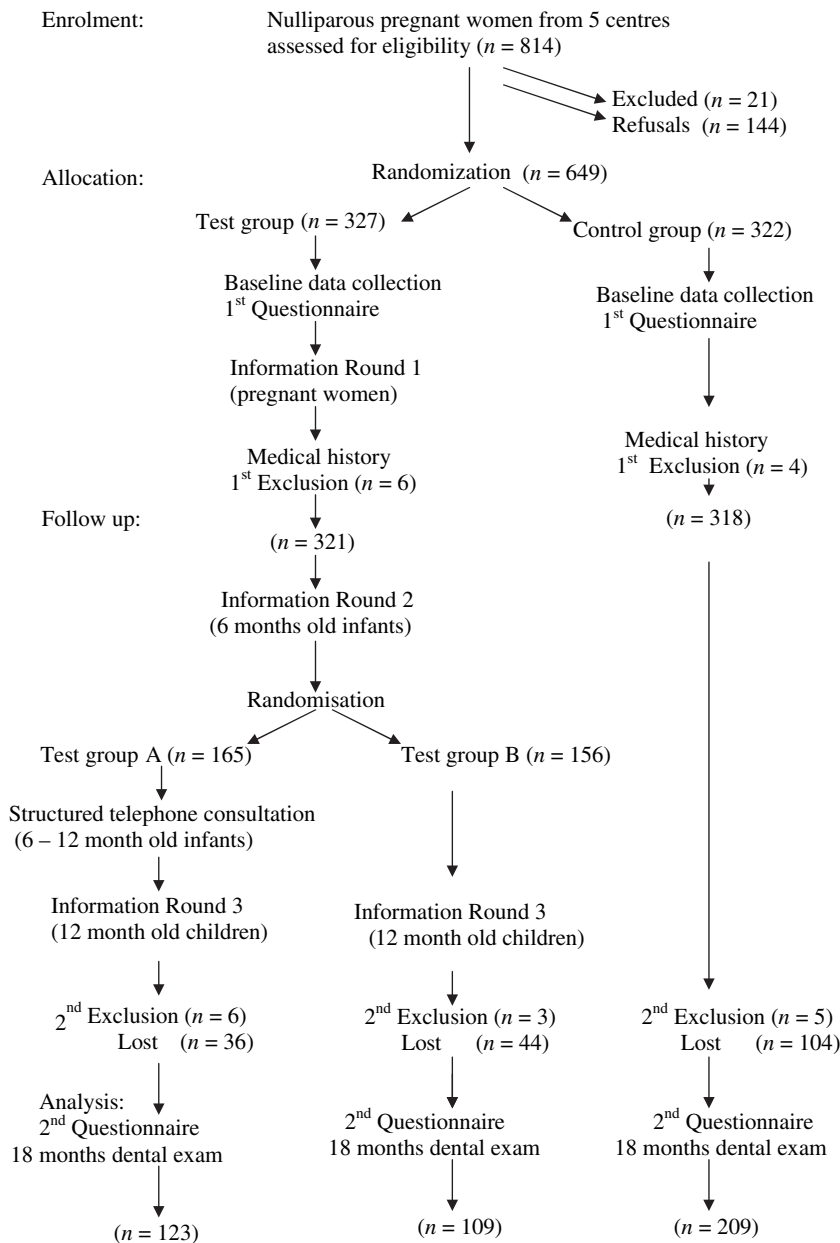 Enrolment: Nulliparous pregnant women from 5 centres
assessed for eligibility (n = 814)
Excluded (n = 21)
Refusals (n = 144)
Randomization (n = 649)
Allocation:
Test group (n = 327)
Control group (n = 322)
Baseline data collection
1st Questionnaire
Baseline data collection
1st Questionnaire
Information Round 1
(pregnant women)
Medical history
1st Exclusion (n = 6)
Medical history
1st Exclusion (n = 4)
Follow up:
(n = 321)
(n = 318)
Information Round 2
(6 months old infants)
Randomisation
Test group A (n = 165)
Test group B (n = 156)
Structured telephone consultation
(6 – 12 month old infants)
Information Round 3
(12 month old children)
Information Round 3
(12 month old children)
2nd Exclusion (n = 6)
Lost (n = 36)
2nd Exclusion (n = 3)
Lost (n = 44)
2nd Exclusion (n = 5)
Lost (n = 104)
Analysis:
2nd Questionnaire
18 months dental exam
2nd Questionnaire
18 months dental exam
2nd Questionnaire
18 months dental exam
(n = 123)
(n = 109)
(n = 209)